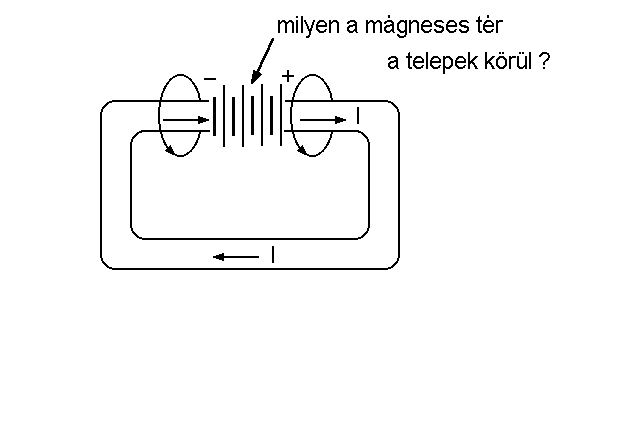 milyen a mágneses tér
a telepek körül ?
– +
I
I